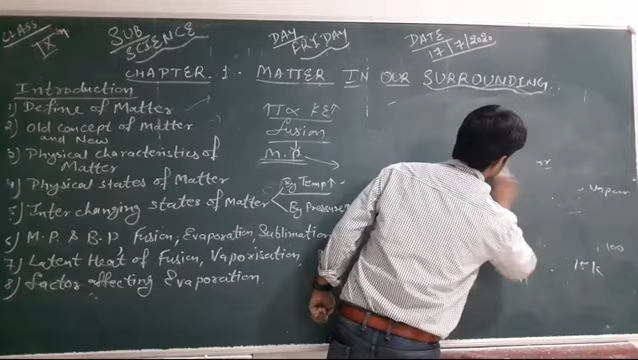 CLASS
IXth
SUB
SCIENCE
DAY
FRIDAY
DATE
17/7/2020
CHAPTER. 1. MATTER IN OUR SURROUNDING.
Introduction
1) Define of Matter
2) Old concept of Matter
and New
3) Physical characteristics of
Matter
4) Physical states of Matter
5) Inter changing states of Matter
By Temp↑
By Pressure
6) M.P & B.P, Fusion, Evaporation, Sublimation
7) Latent Heat of Fusion, Vaporisation
8) factor affecting Evaporation
↑T ∝ KE↑
fusion
M.P
Vapour
100